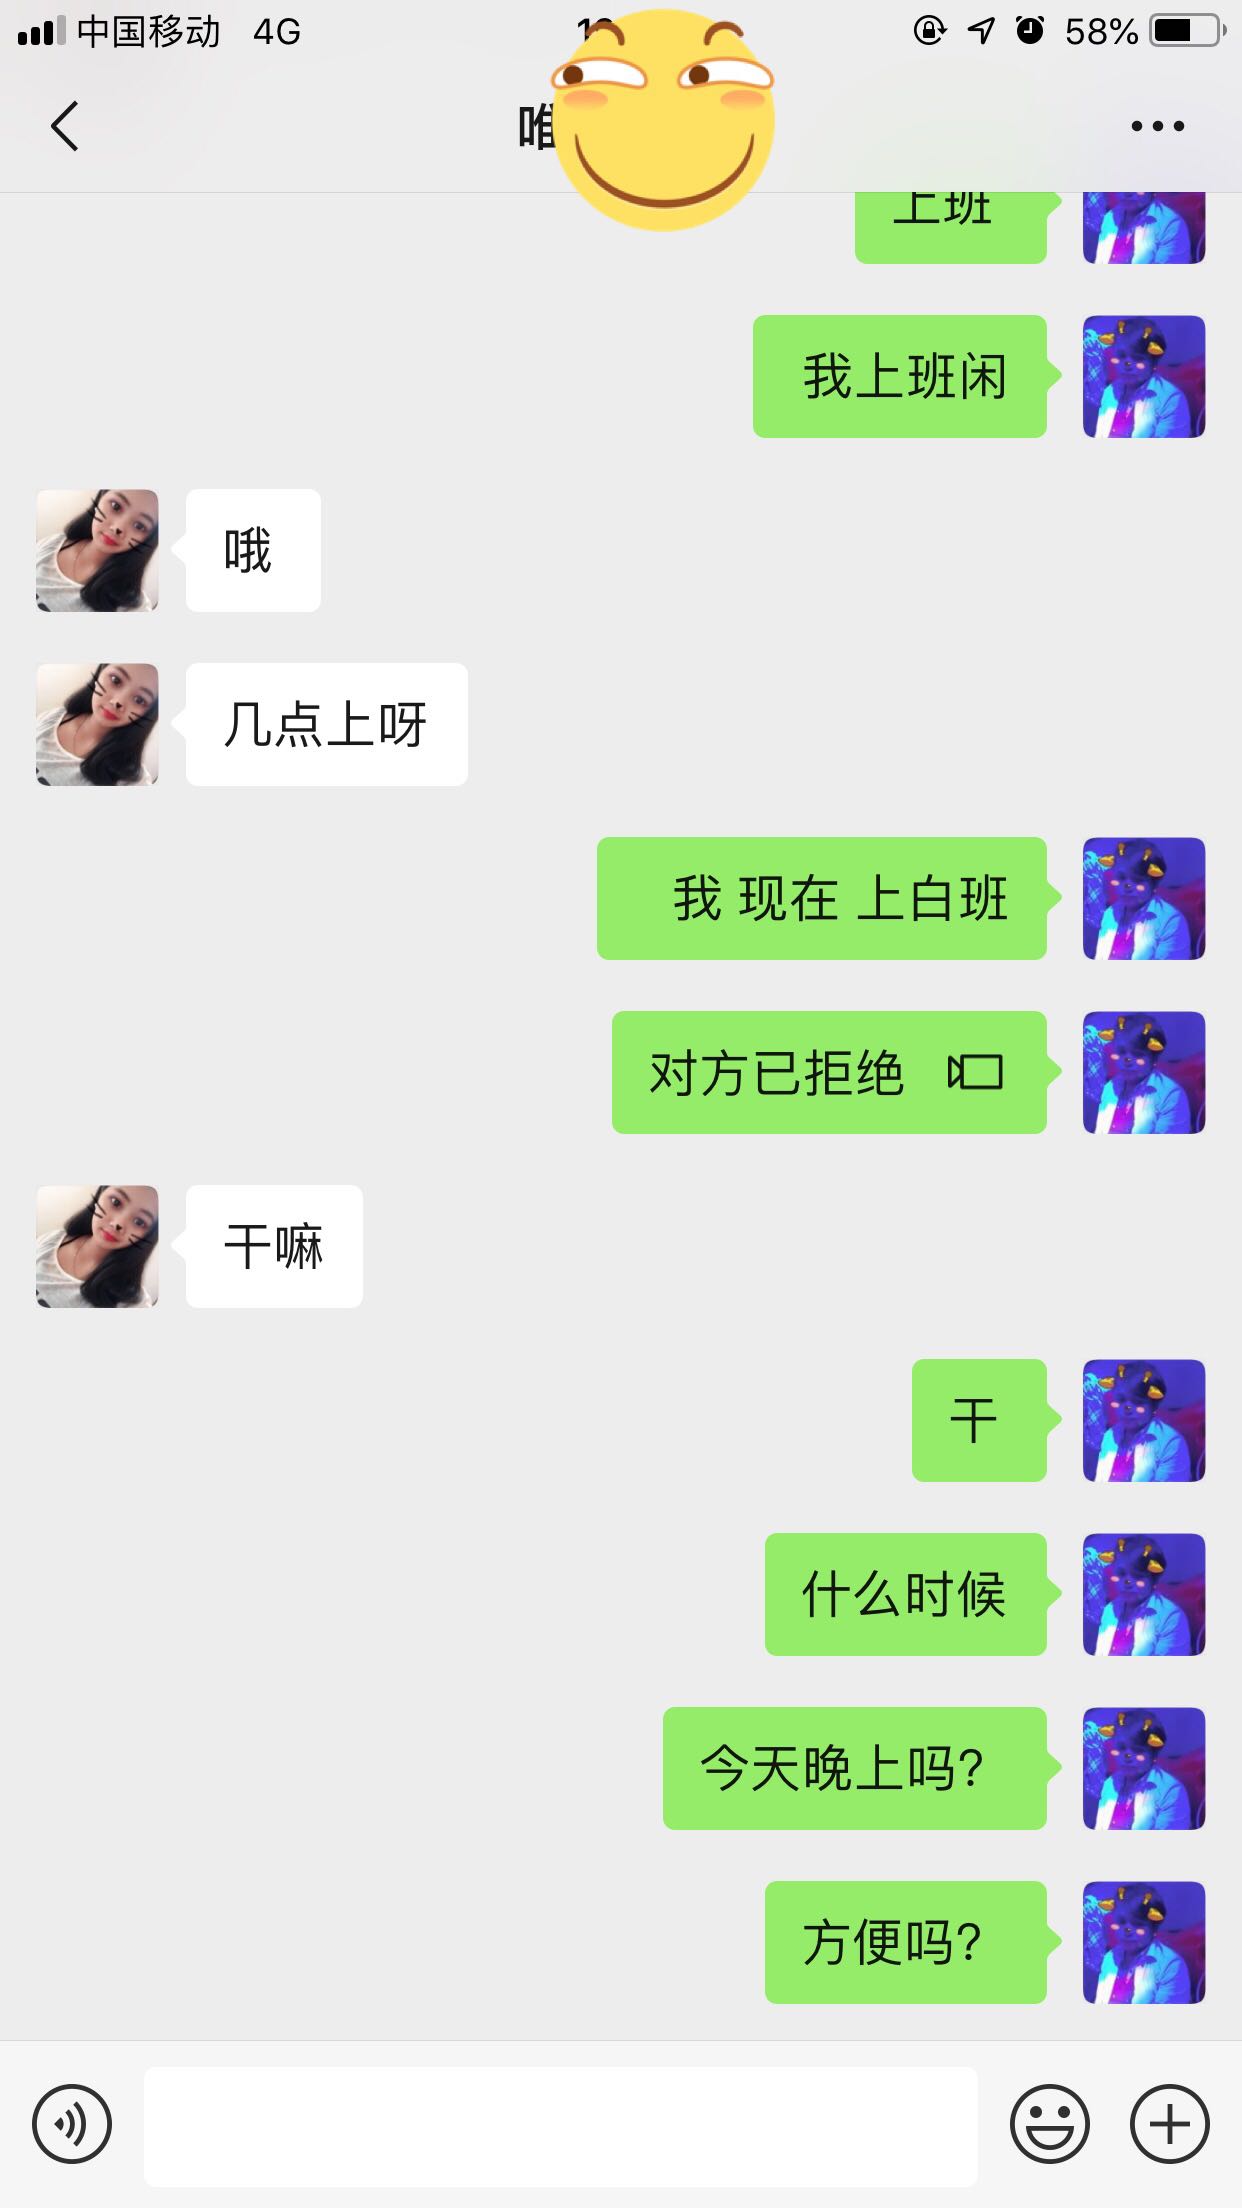 中国移动 4G 58%
唯
上班
我上班闲
哦
几点上呀
我 现在 上白班
对方已拒绝
干嘛
干
什么时候
今天晚上吗?
方便吗?